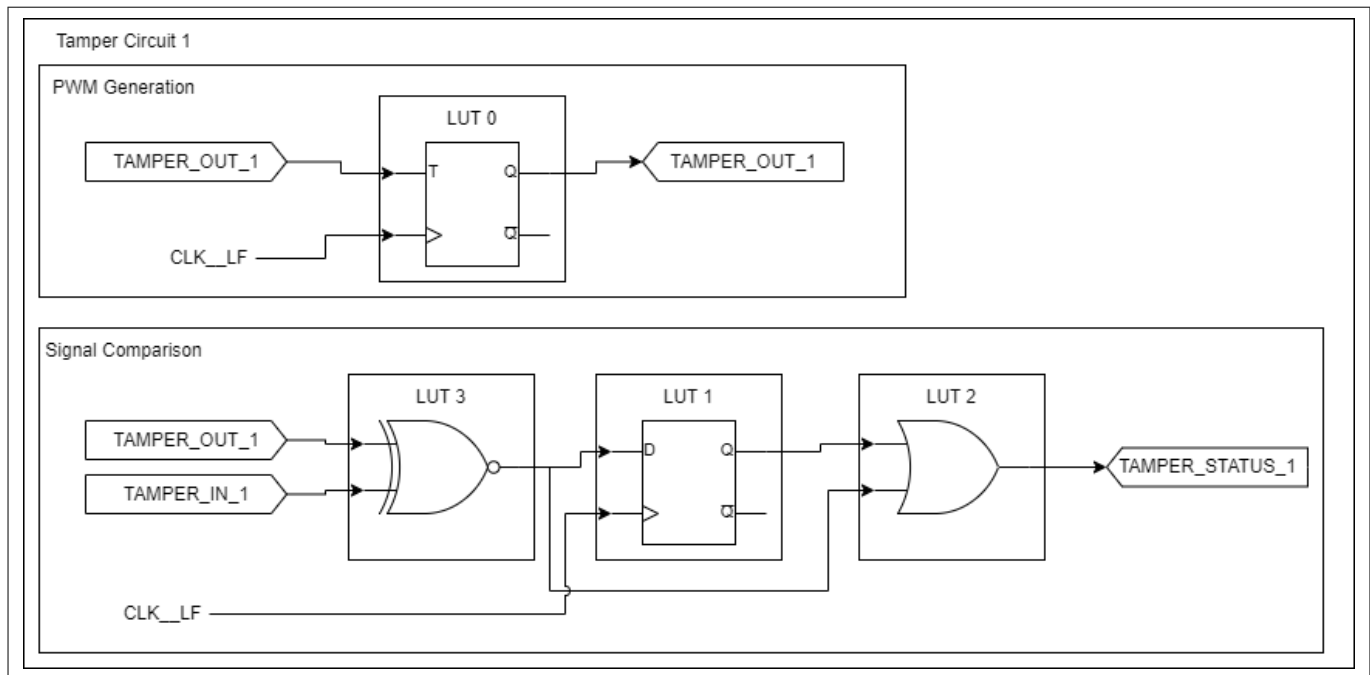 Tamper Circuit 1
PWM Generation
LUT 0
TAMPER_OUT_1
T
Q
TAMPER_OUT_1
CLK__LF
Q̅
Signal Comparison
LUT 3
LUT 1
LUT 2
TAMPER_OUT_1
D
Q
TAMPER_STATUS_1
TAMPER_IN_1
Q̅
CLK__LF